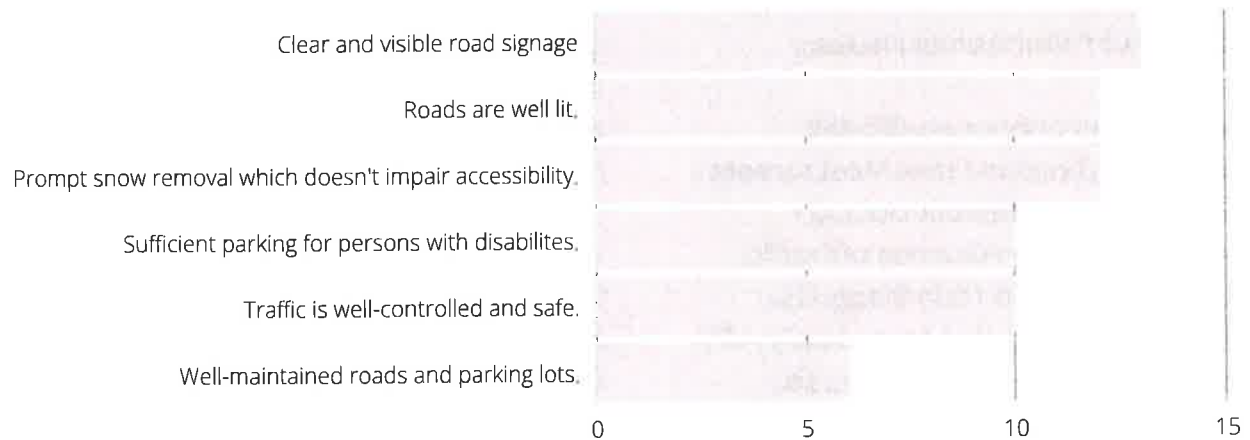 Clear and visible road signage
Roads are well lit.
Prompt snow removal which doesn't impair accessibility.
Sufficient parking for persons with disabilites.
Traffic is well-controlled and safe.
Well-maintained roads and parking lots.
0 5 10 15